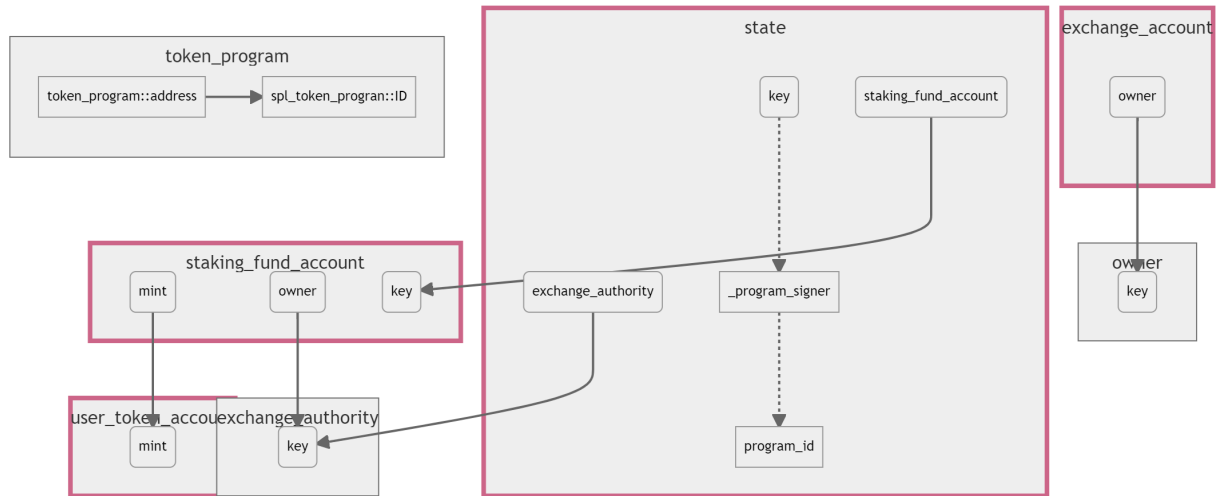 state
exchange_account
token_program
token_program::address
spl_token_progran::ID
key
staking_fund_account
owner
staking_fund_account
mint
owner
key
exchange_authority
_program_signer
owner
key
exchange_authority
mint
key
program_id